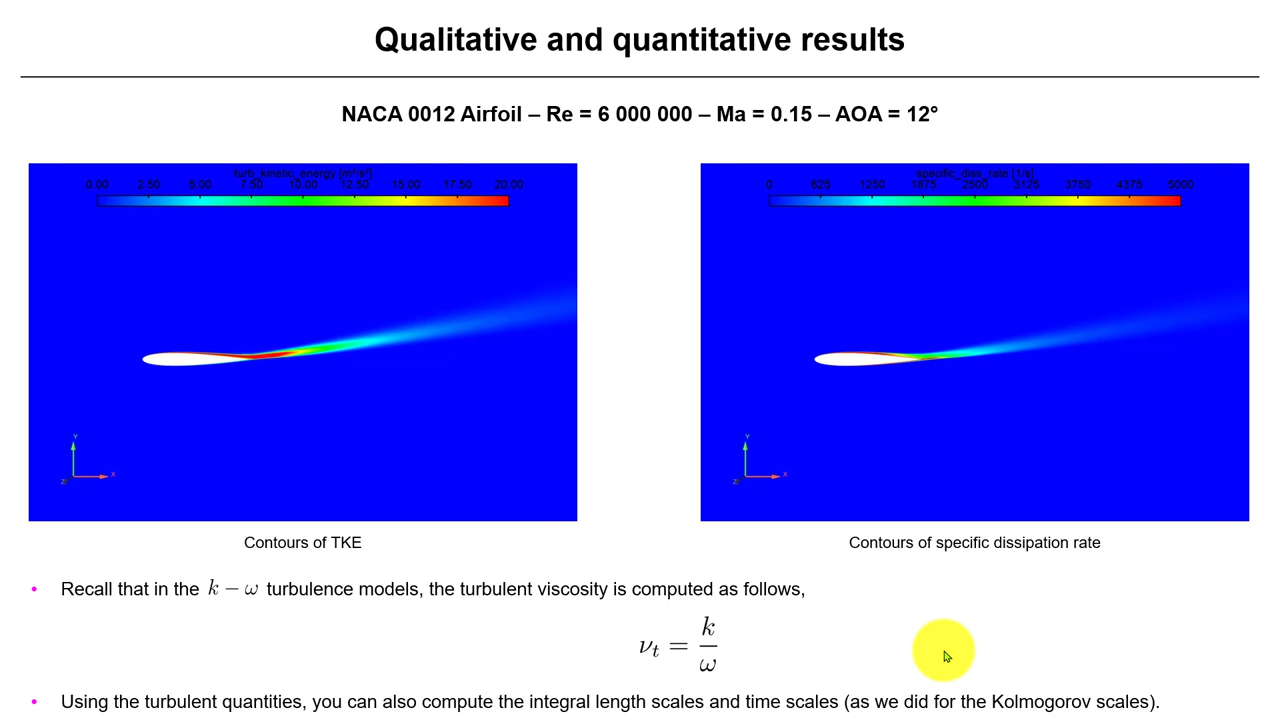 Qualitative and quantitative results
NACA 0012 Airfoil – Re = 6 000 000 – Ma = 0.15 – AOA = 12°
turb_kinetic_energy [m²/s²]
0.00 2.50 5.00 7.50 10.00 12.50 15.00 17.50 20.00
specific_diss_rate [1/s]
0 625 1250 1875 2500 3125 3750 4375 5000
Y
X
Z
Y
X
Z
Contours of TKE
Contours of specific dissipation rate
• Recall that in the k − ω turbulence models, the turbulent viscosity is computed as follows,
ν_t = k/ω
• Using the turbulent quantities, you can also compute the integral length scales and time scales (as we did for the Kolmogorov scales).